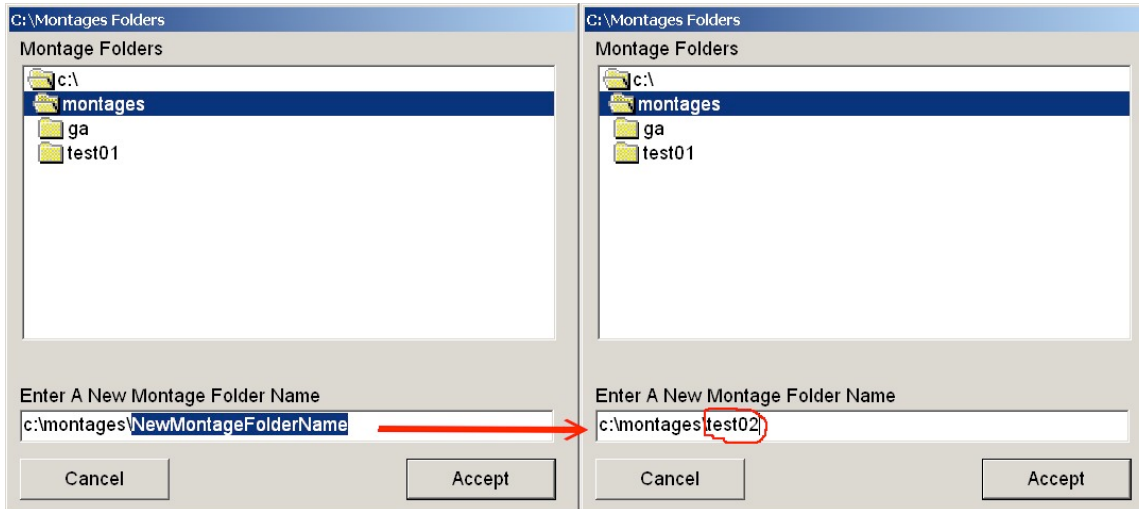 C:\Montages Folders
Montage Folders
c:\
montages
ga
test01
Enter A New Montage Folder Name
c:\montages\NewMontageFolderName
Cancel
Accept
C:\Montages Folders
Montage Folders
c:\
montages
ga
test01
Enter A New Montage Folder Name
c:\montages\test02
Cancel
Accept